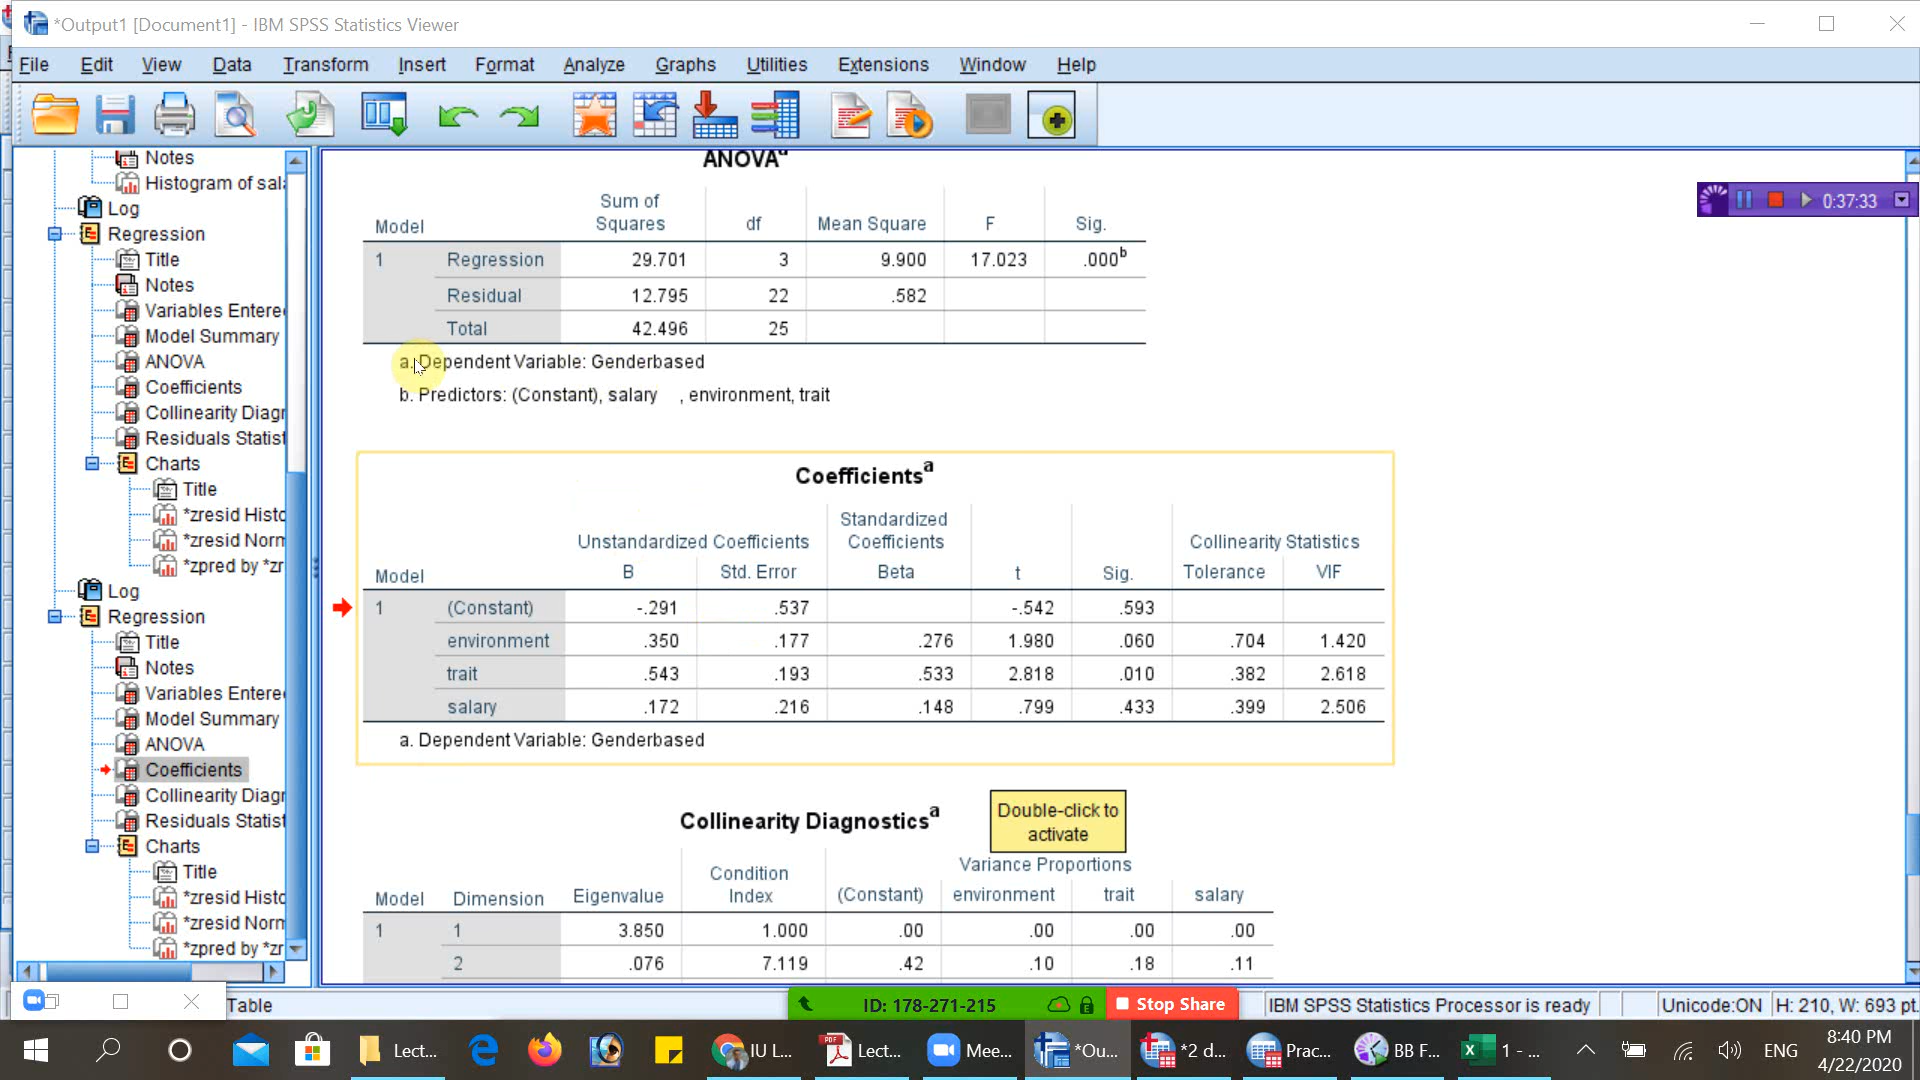 *Output1 [Document1] - IBM SPSS Statistics Viewer
File Edit View Data Transform Insert Format Analyze Graphs Utilities Extensions Window Help
Notes
Histogram of sal
Log
Regression
Title
Notes
Variables Entere
Model Summary
ANOVA
Coefficients
Collinearity Diagr
Residuals Statist
Charts
Title
*zresid Histo
*zresid Norm
*zpred by *zr
Log
Regression
Title
Notes
Variables Entere
Model Summary
ANOVA
Coefficients
Collinearity Diagr
Residuals Statist
Charts
Title
*zresid Histo
*zresid Norm
*zpred by *zr
ANOVAa
Model Sum of Squares df Mean Square F Sig.
1 Regression 29.701 3 9.900 17.023 .000b
Residual 12.795 22 .582
Total 42.496 25
a. Dependent Variable: Genderbased
b. Predictors: (Constant), salary , environment, trait
0:37:33
Coefficientsa
Unstandardized Coefficients Standardized Coefficients Collinearity Statistics
Model B Std. Error Beta t Sig. Tolerance VIF
1 (Constant) -.291 .537 -.542 .593
environment .350 .177 .276 1.980 .060 .704 1.420
trait .543 .193 .533 2.818 .010 .382 2.618
salary .172 .216 .148 .799 .433 .399 2.506
a. Dependent Variable: Genderbased
Collinearity Diagnosticsa
Double-click to
activate
Variance Proportions
Model Dimension Eigenvalue Condition Index (Constant) environment trait salary
1 1 3.850 1.000 .00 .00 .00 .00
2 .076 7.119 .42 .10 .18 .11
Table
ID: 178-271-215
Stop Share
IBM SPSS Statistics Processor is ready
Unicode:ON
H: 210, W: 693 pt.
Lect...
IU L...
PDF
Lect...
Mee...
*Ou...
*2 d...
Prac...
BB F...
1 - ...
ENG
8:40 PM
4/22/2020